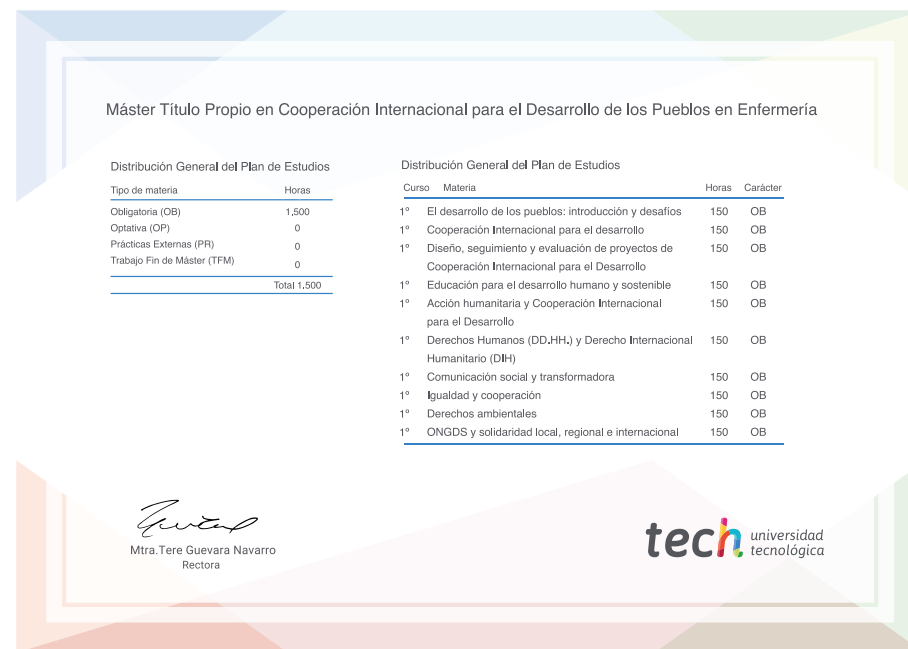 Máster Título Propio en Cooperación Internacional para el Desarrollo de los Pueblos en Enfermería
Distribución General del Plan de Estudios
Tipo de materia Horas
Obligatoria (OB) 1,500
Optativa (OP) 0
Prácticas Externas (PR) 0
Trabajo Fin de Máster (TFM) 0
Total 1,500
Distribución General del Plan de Estudios
Curso Materia Horas Carácter
1º El desarrollo de los pueblos: introducción y desafíos 150 OB
1º Cooperación Internacional para el desarrollo 150 OB
1º Diseño, seguimiento y evaluación de proyectos de 150 OB
Cooperación Internacional para el Desarrollo
1º Educación para el desarrollo humano y sostenible 150 OB
1º Acción humanitaria y Cooperación Internacional 150 OB
para el Desarrollo
1º Derechos Humanos (DD.HH.) y Derecho Internacional 150 OB
Humanitario (DIH)
1º Comunicación social y transformadora 150 OB
1º Igualdad y cooperación 150 OB
1º Derechos ambientales 150 OB
1º ONGDS y solidaridad local, regional e internacional 150 OB
Mtra.Tere Guevara Navarro
Rectora
tech universidad
tecnológica